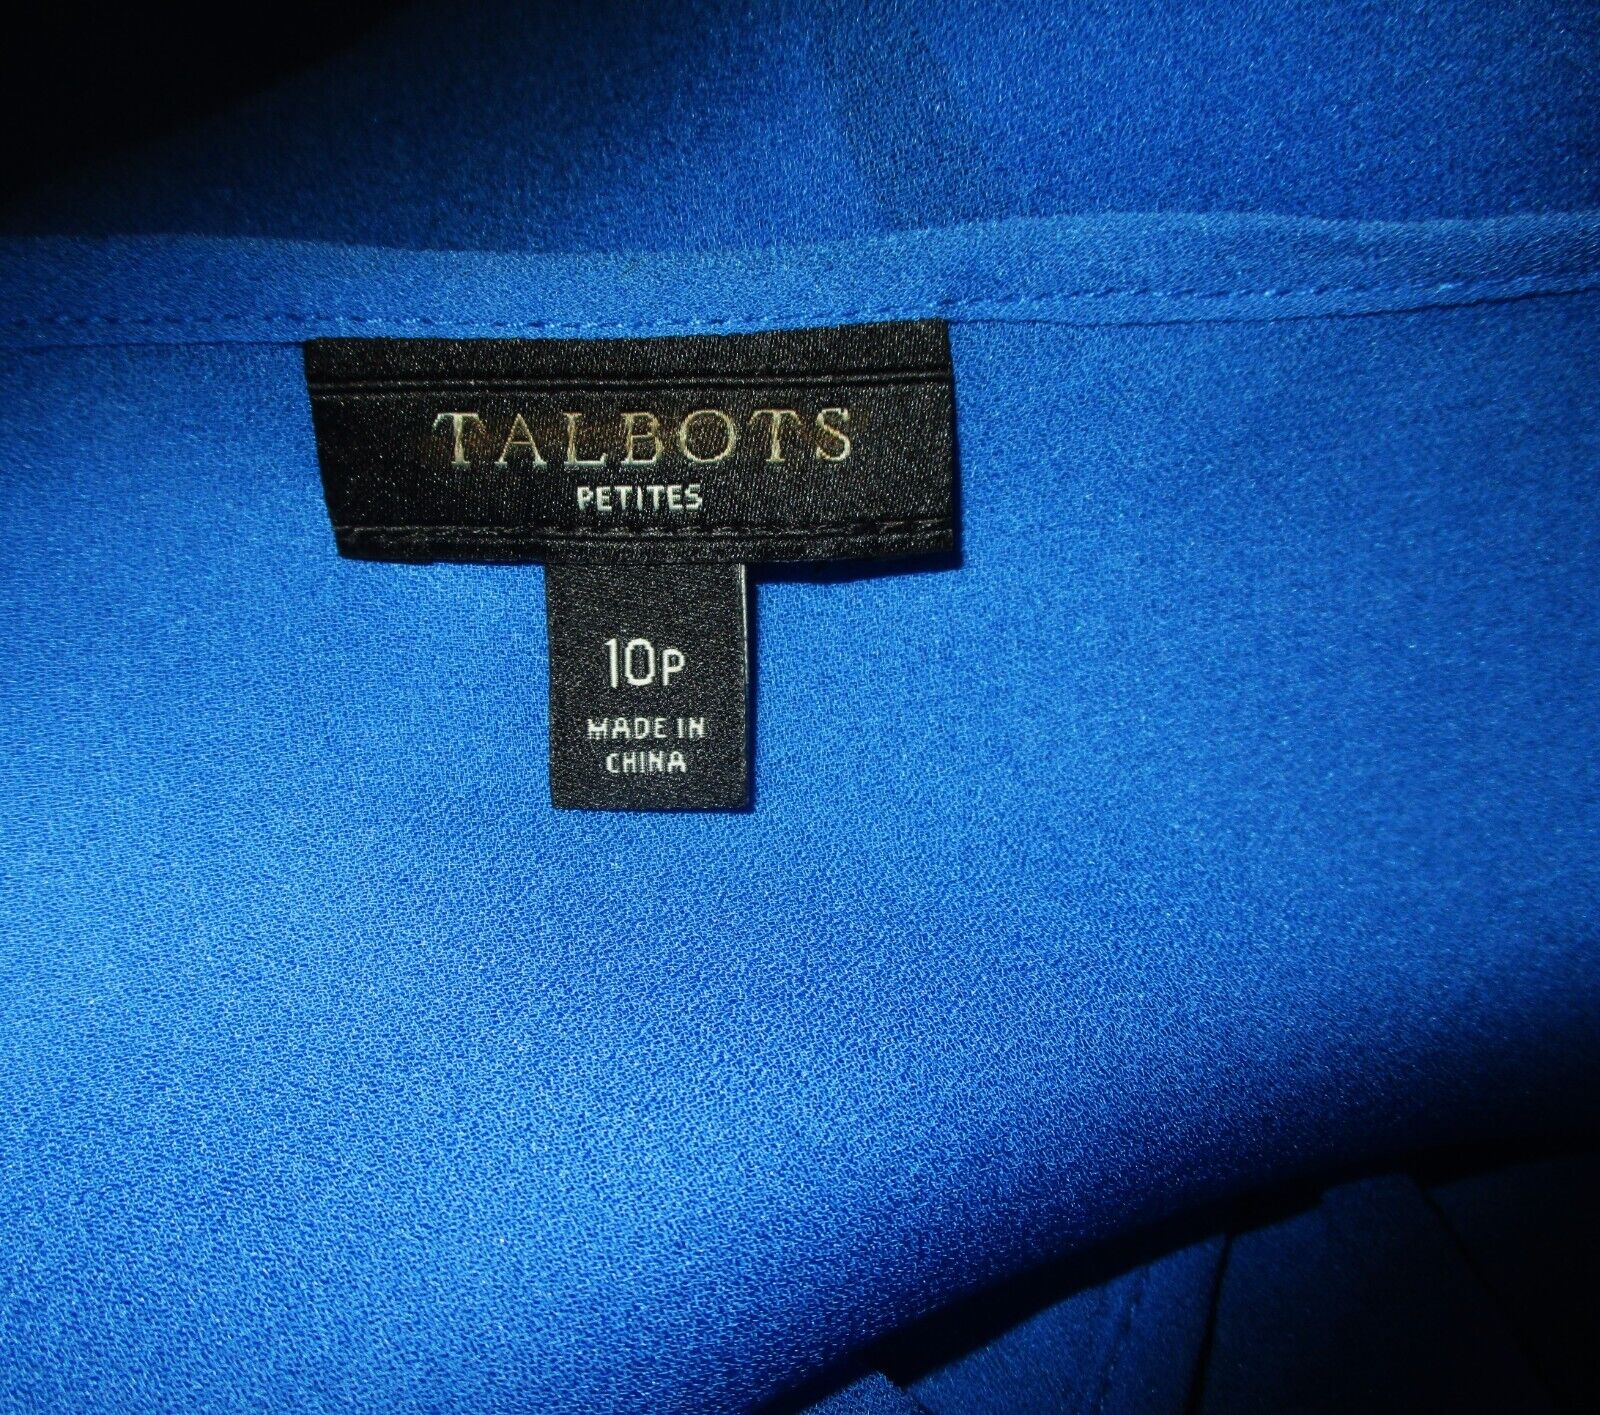 TALBOTS
PETITES
10P
MADE IN
CHINA